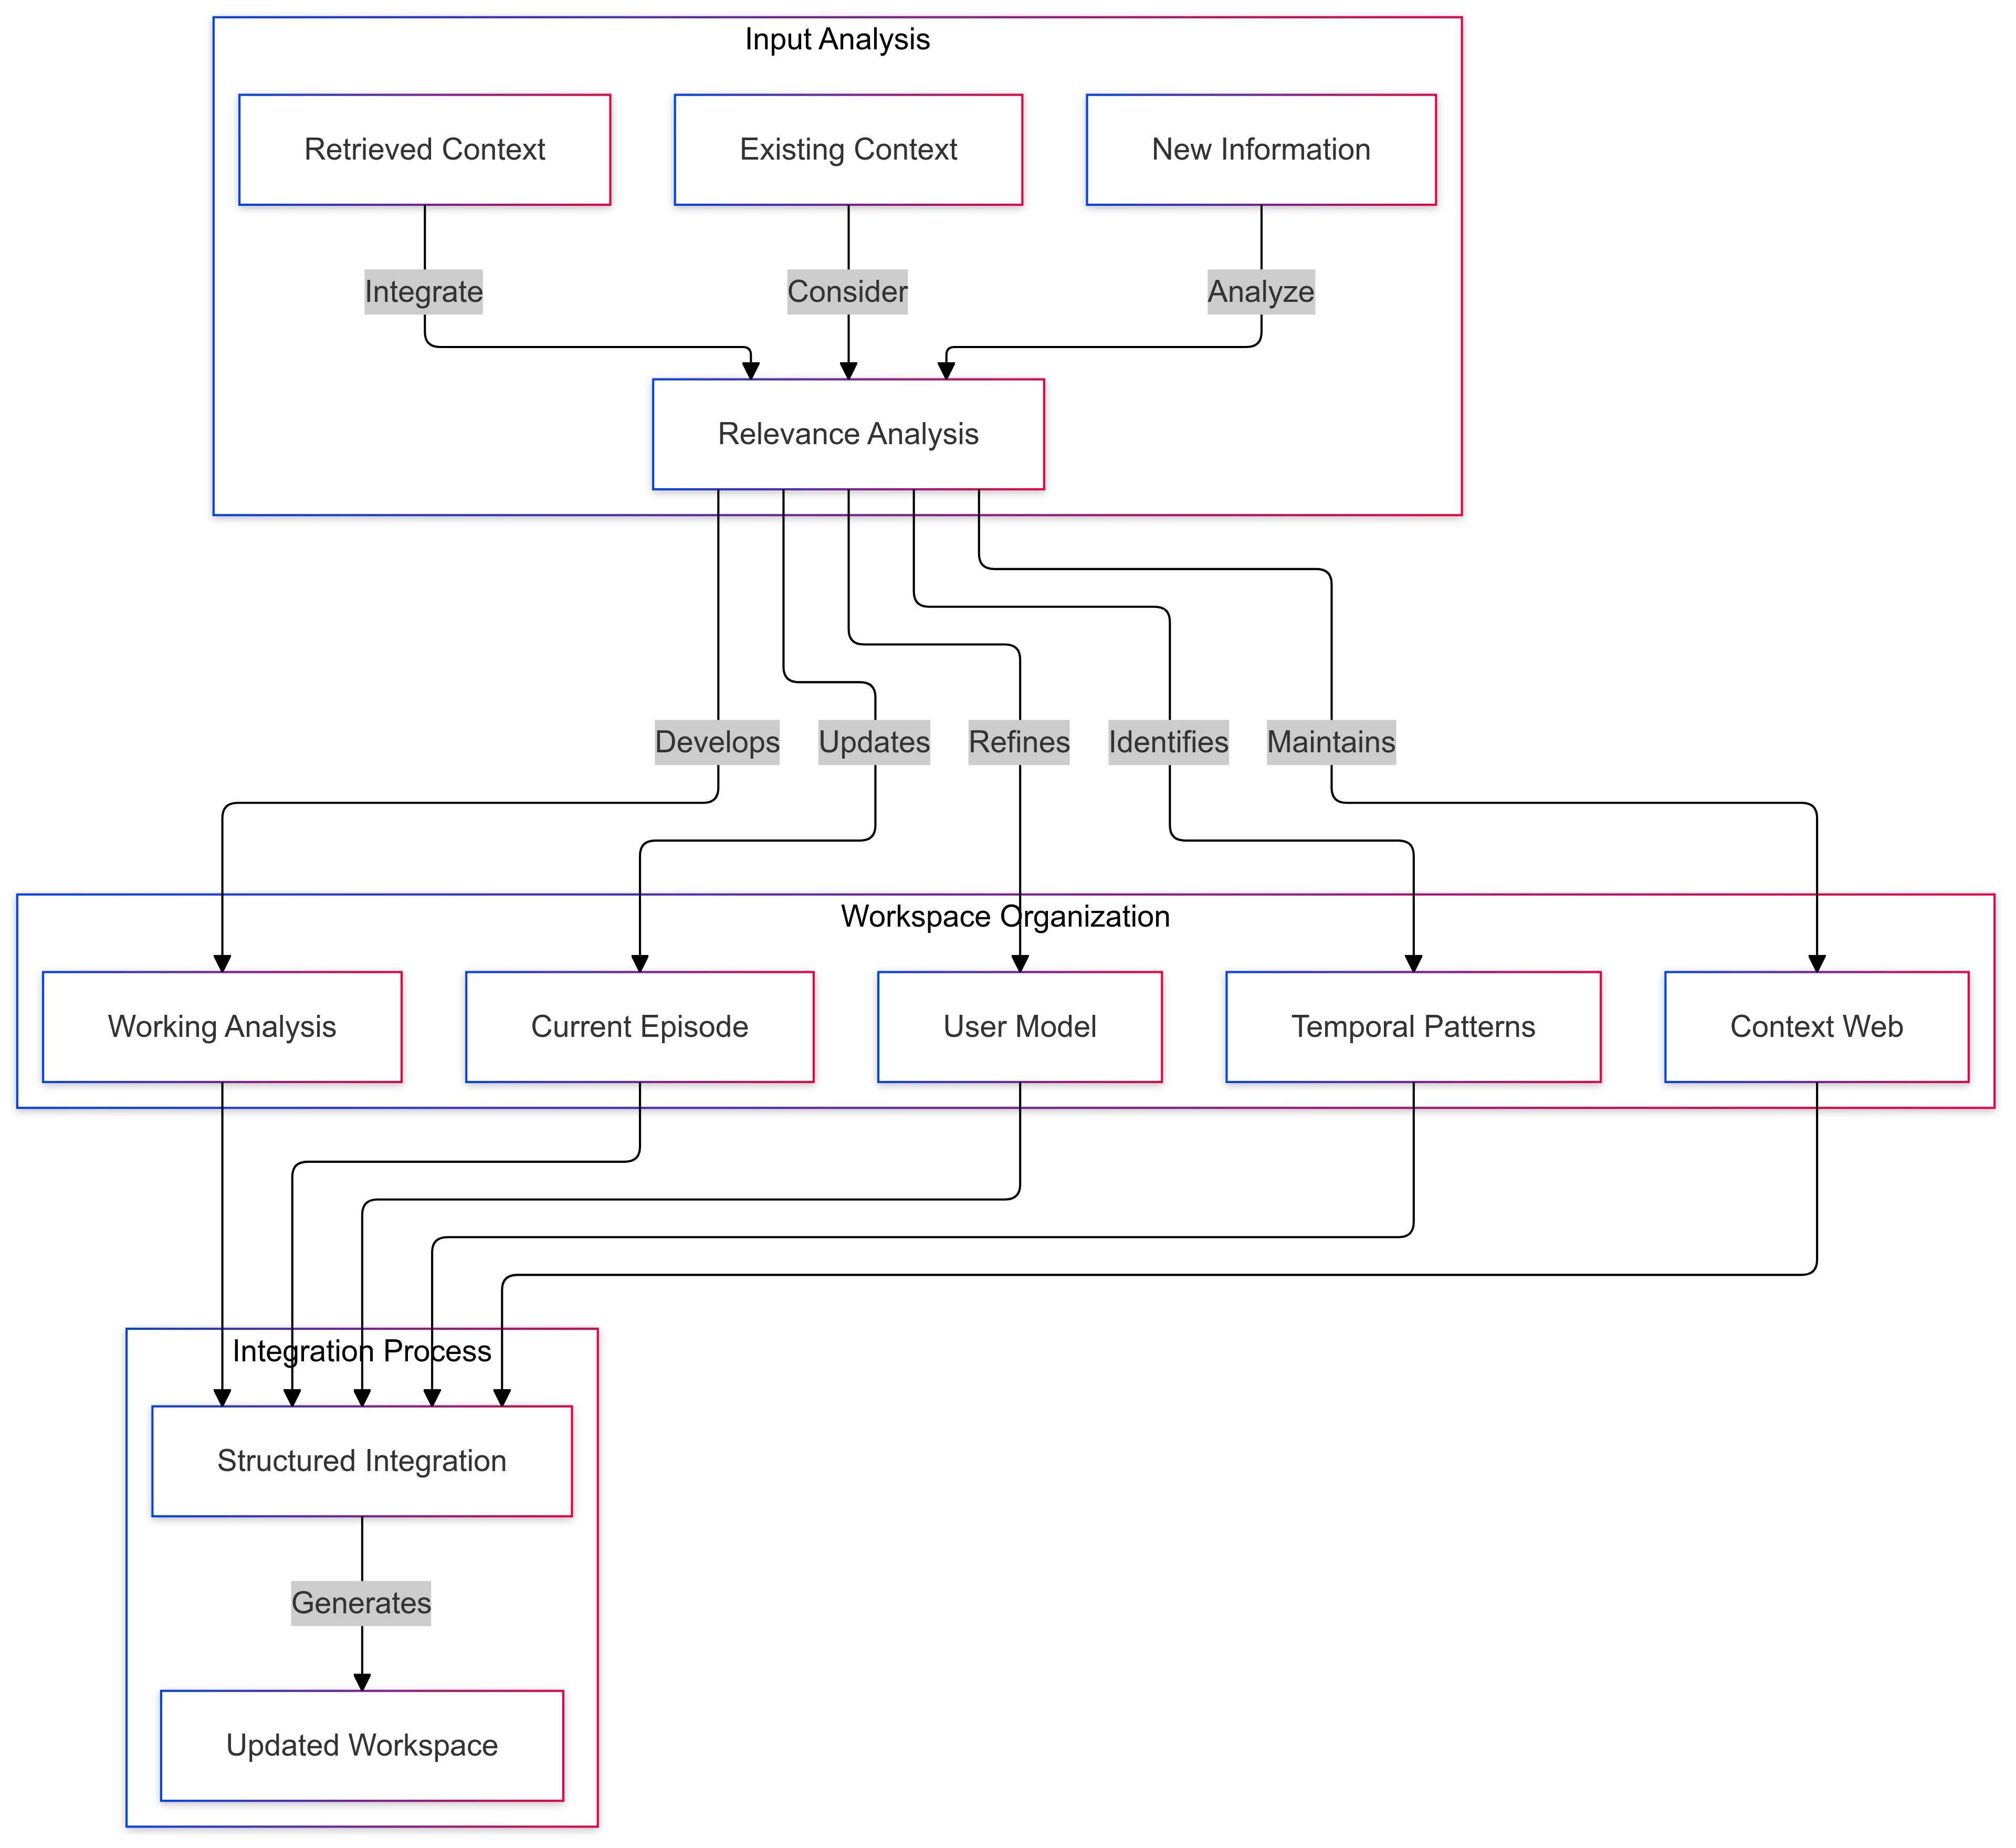 Input Analysis
Retrieved Context
Existing Context
New Information
Integrate
Consider
Analyze
Relevance Analysis
Develops
Updates
Refines
Identifies
Maintains
Workspace Organization
Working Analysis
Current Episode
User Model
Temporal Patterns
Context Web
Integration Process
Structured Integration
Generates
Updated Workspace